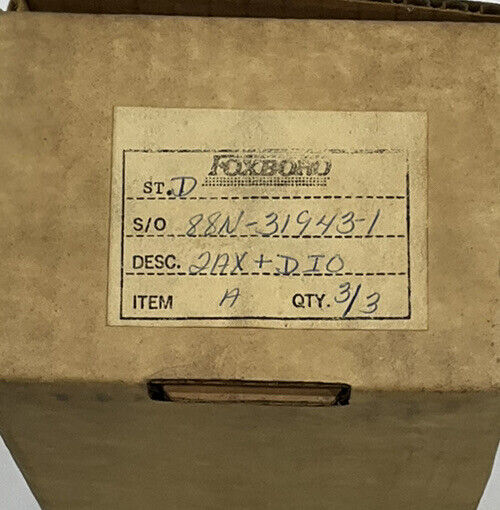 FOXBORO
ST. D
S/O 88N-31943-1
DESC. 2AX + DIO
ITEM A QTY. 3/3